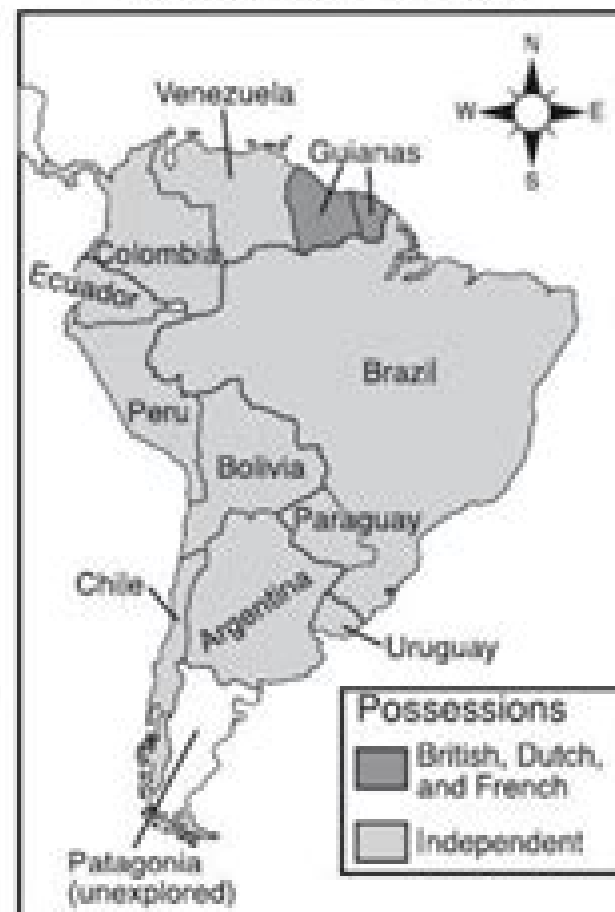 N
W E
S
Venezuela
Guianas
Colombia
Ecuador
Brazil
Peru
Bolivia
Paraguay
Chile
Argentina
Uruguay
Possessions
British, Dutch,
and French
Independent
Patagonia
(unexplored)